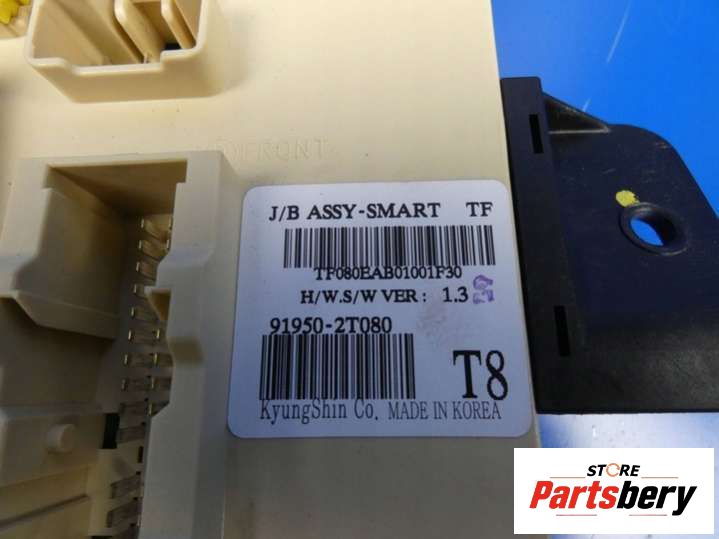 FRONT
J/B ASSY-SMART TF
TF080EAB01001F30
H/W.S/W VER : 1.3
91950-2T080
T8
KyungShin Co. MADE IN KOREA
STORE
Partsbery